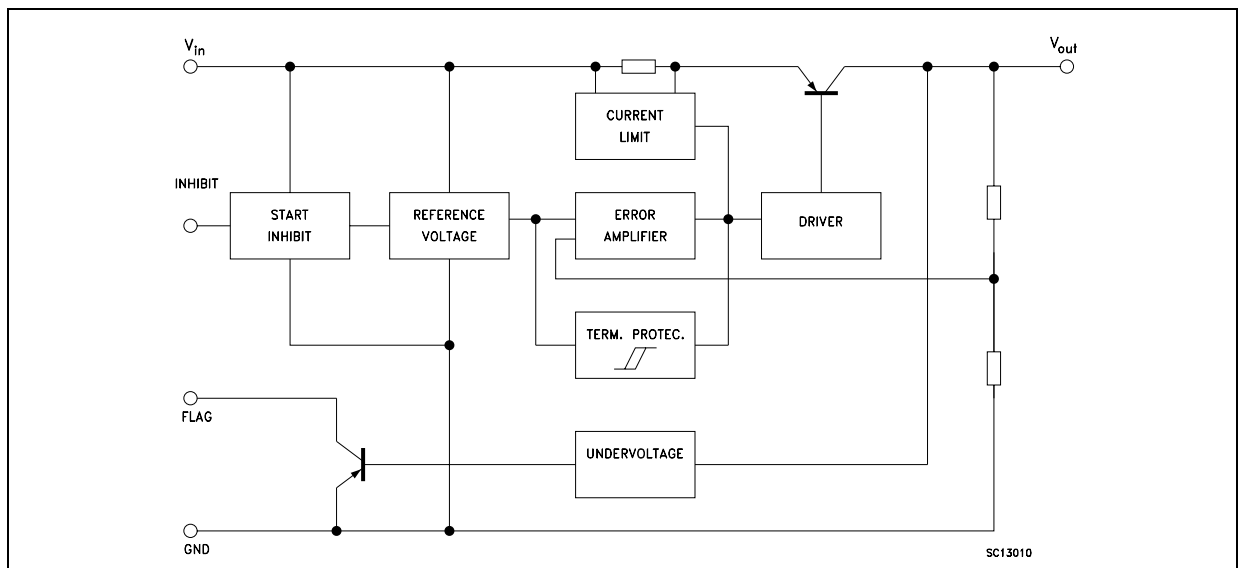 Vin
Vout
CURRENT
LIMIT
INHIBIT
START
INHIBIT
REFERENCE
VOLTAGE
ERROR
AMPLIFIER
DRIVER
TERM. PROTEC.
FLAG
UNDERVOLTAGE
GND
SC13010